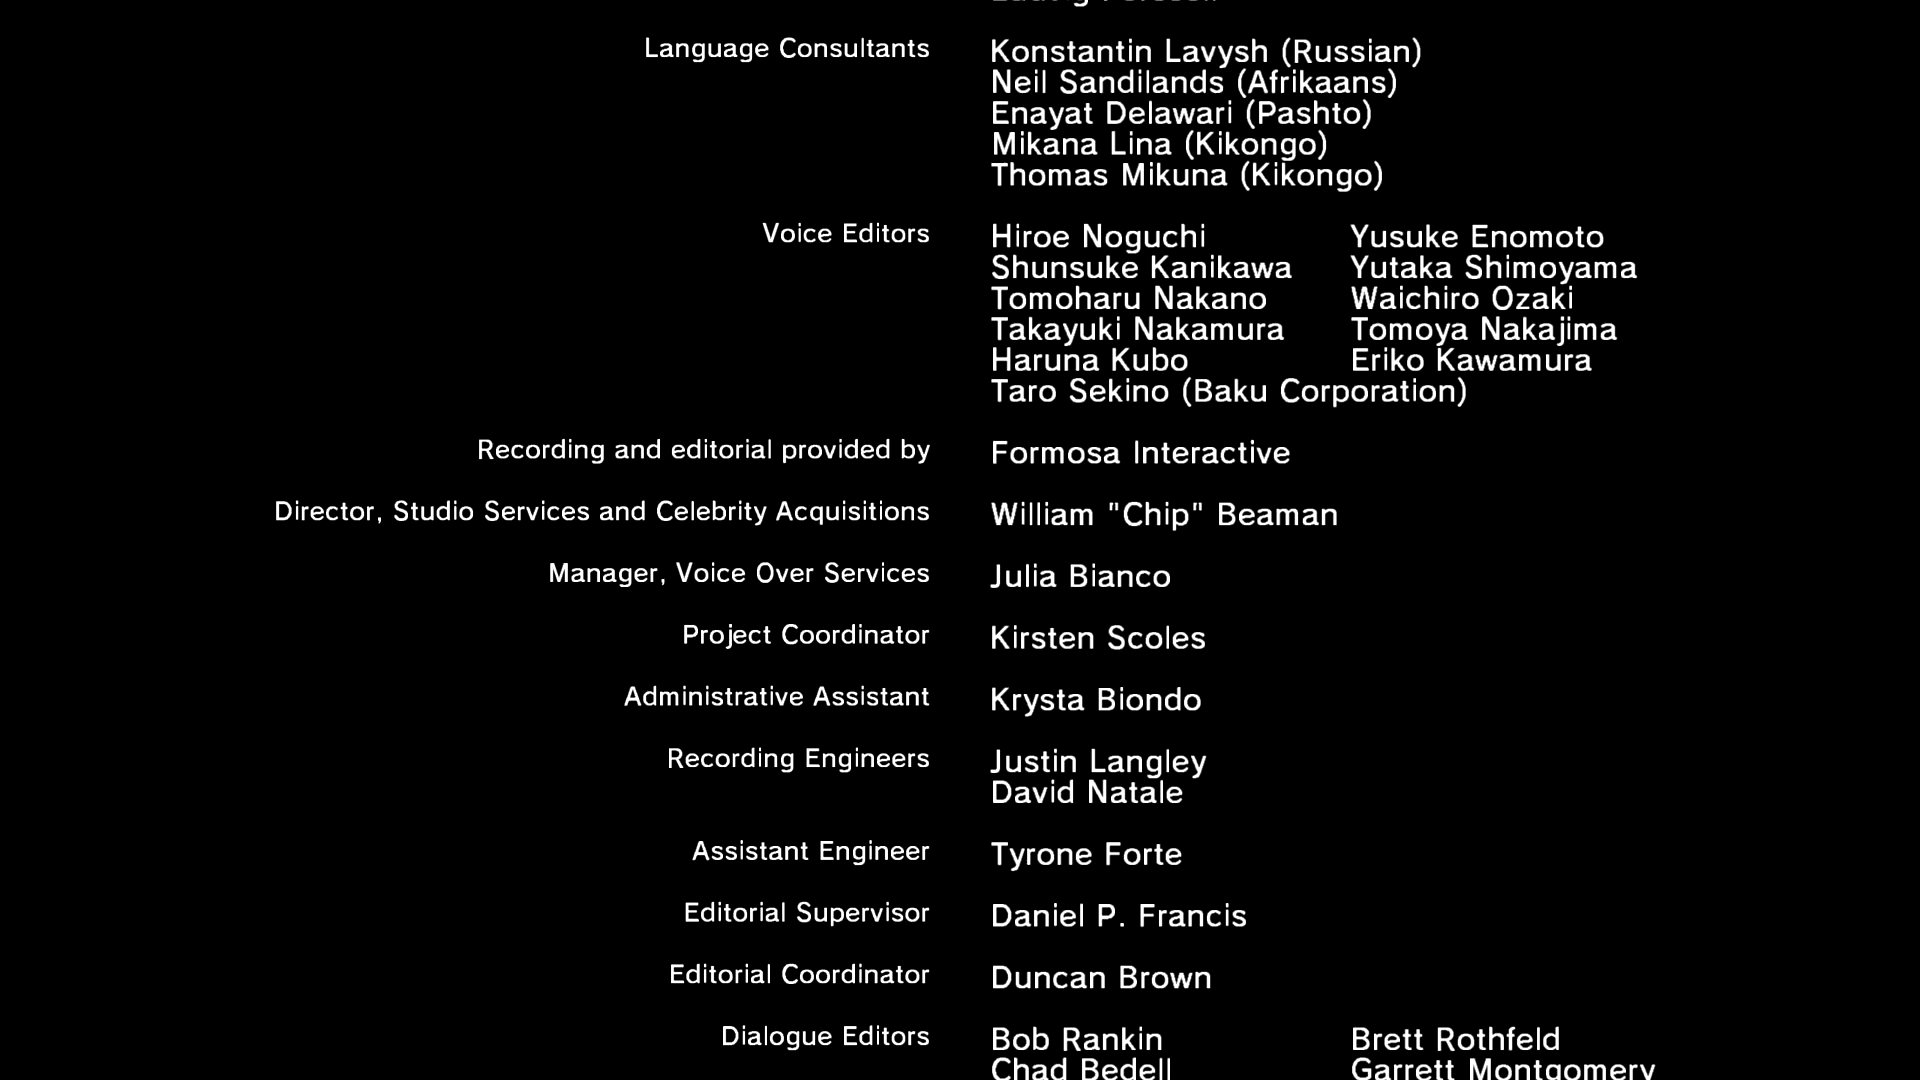 Language Consultants Konstantin Lavysh (Russian)
Neil Sandilands (Afrikaans)
Enayat Delawari (Pashto)
Mikana Lina (Kikongo)
Thomas Mikuna (Kikongo)
Voice Editors Hiroe Noguchi Yusuke Enomoto
Shunsuke Kanikawa Yutaka Shimoyama
Tomoharu Nakano Waichiro Ozaki
Takayuki Nakamura Tomoya Nakajima
Haruna Kubo Eriko Kawamura
Taro Sekino (Baku Corporation)
Recording and editorial provided by Formosa Interactive
Director, Studio Services and Celebrity Acquisitions William "Chip" Beaman
Manager, Voice Over Services Julia Bianco
Project Coordinator Kirsten Scoles
Administrative Assistant Krysta Biondo
Recording Engineers Justin Langley
David Natale
Assistant Engineer Tyrone Forte
Editorial Supervisor Daniel P. Francis
Editorial Coordinator Duncan Brown
Dialogue Editors Bob Rankin Brett Rothfeld
Chad Bedell Garrett Montgomery